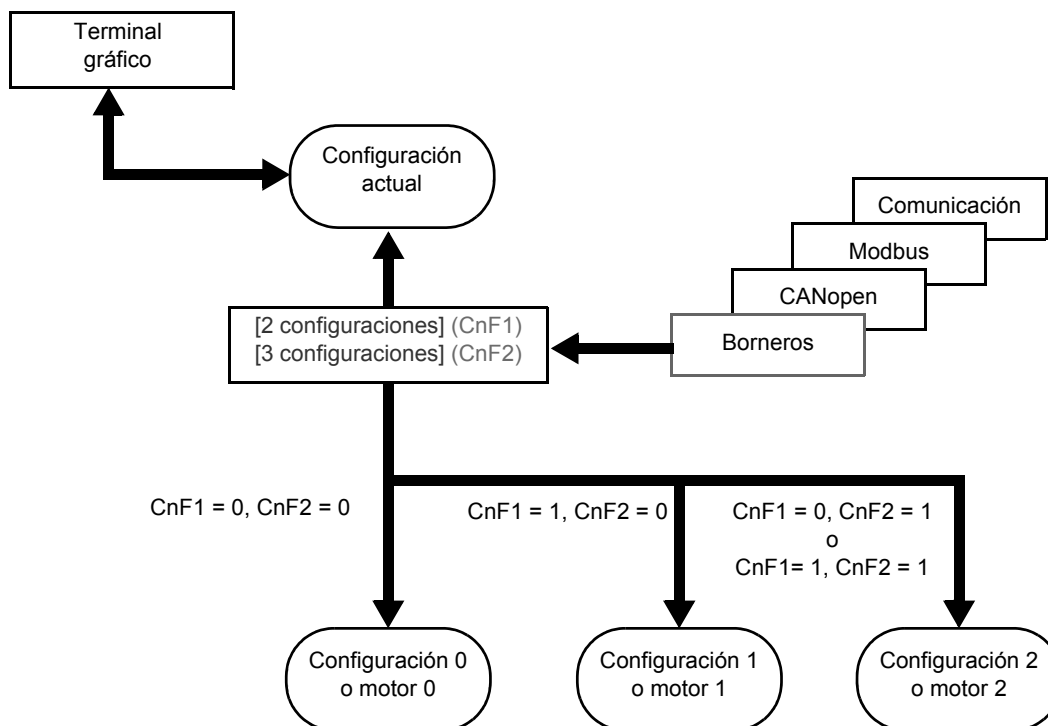 Terminal
gráfico
Configuración
actual
Comunicación
Modbus
CANopen
Borneros
[2 configuraciones] (CnF1)
[3 configuraciones] (CnF2)
CnF1 = 0, CnF2 = 0
CnF1 = 1, CnF2 = 0
CnF1 = 0, CnF2 = 1
o
CnF1= 1, CnF2 = 1
Configuración 0
o motor 0
Configuración 1
o motor 1
Configuración 2
o motor 2